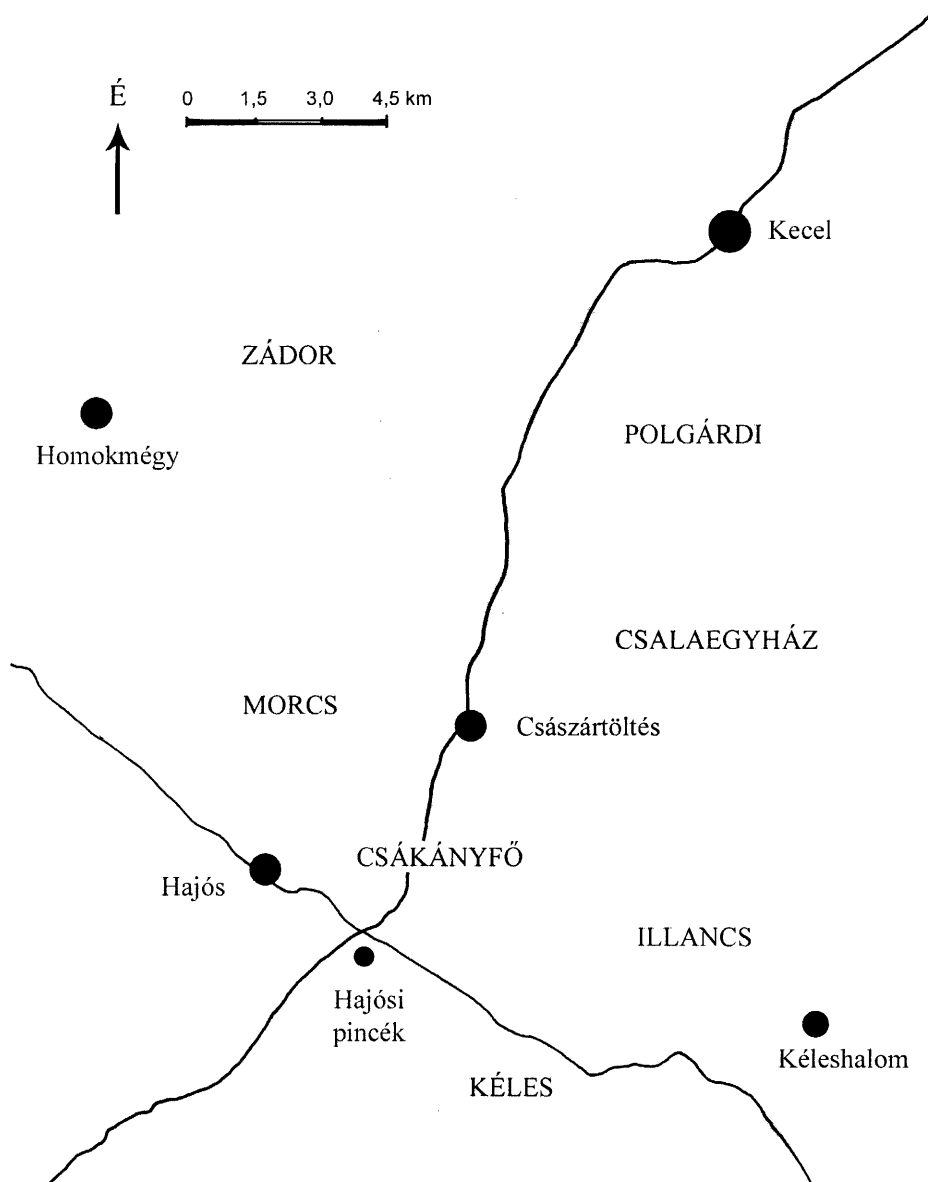 É
0 1,5 3,0 4,5 km
Kecel
ZÁDOR
Homokmégy
POLGÁRDI
CSALAEGYHÁZ
MORCS
Császártöltés
CSÁKÁNYFŐ
Hajós
ILLANCS
Hajósi
pincék
Kéleshalom
KÉLES